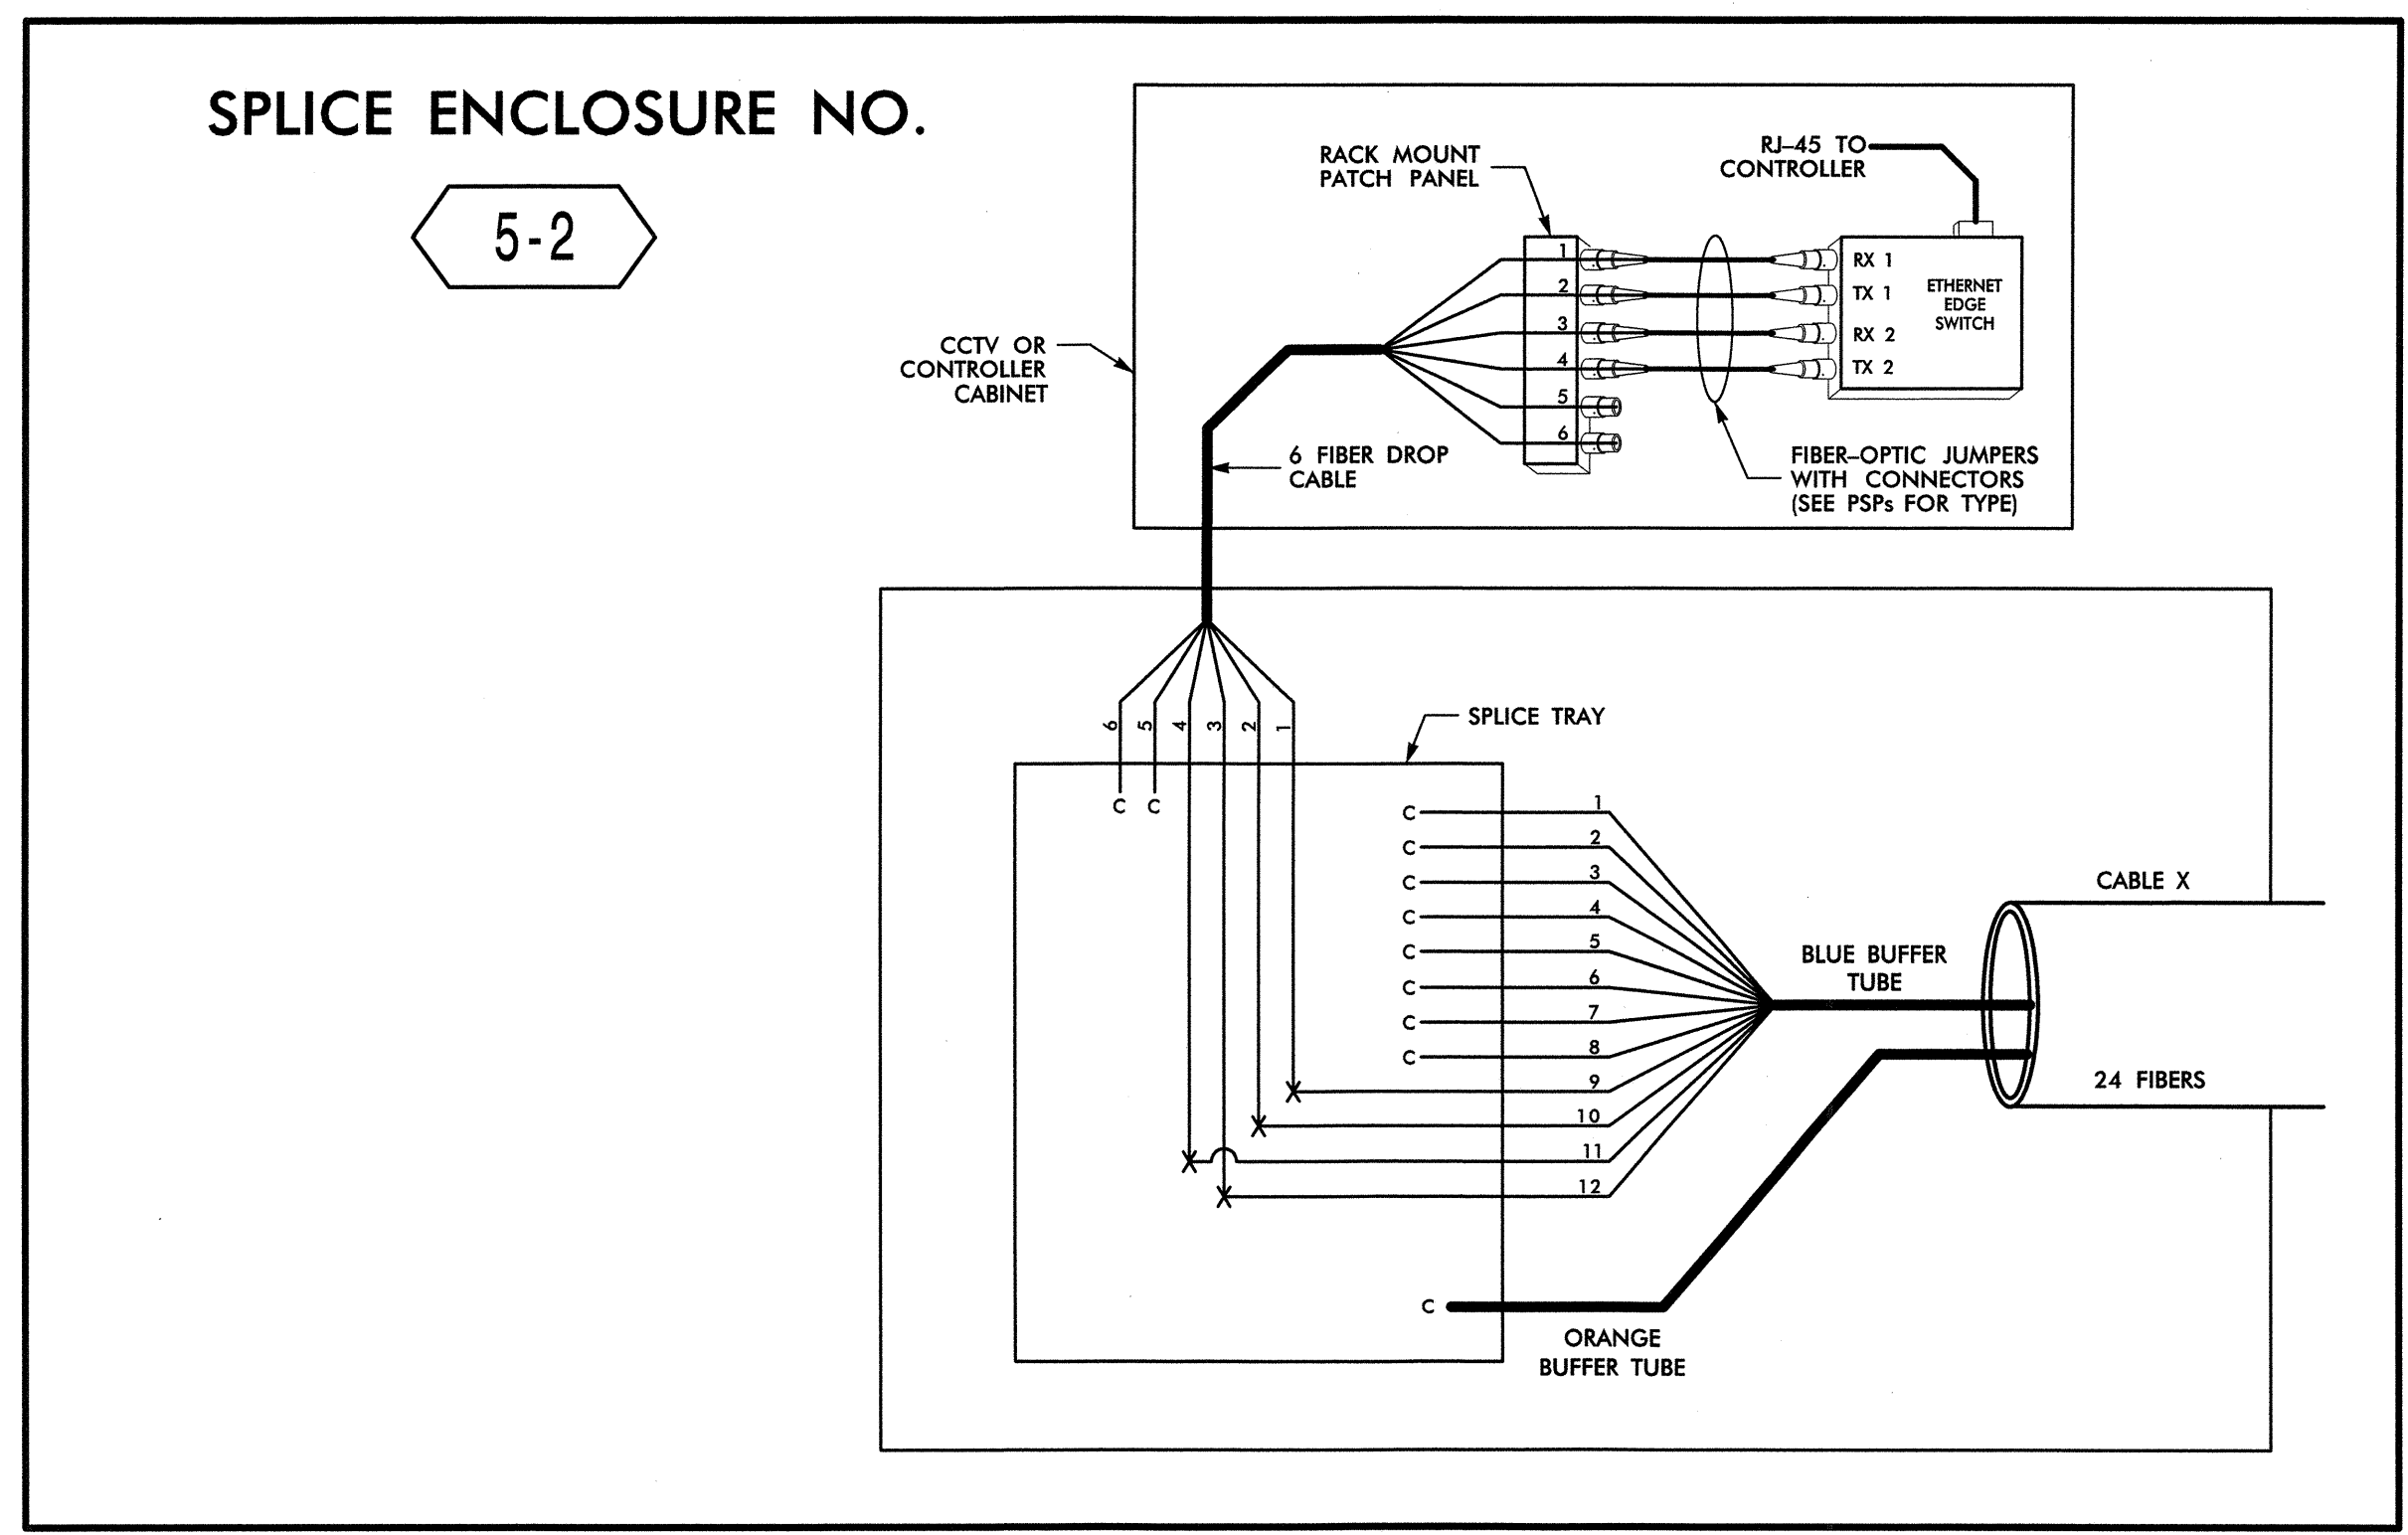 SPLICE ENCLOSURE NO.
5-2
RACK MOUNT
PATCH PANEL
RJ-45 TO
CONTROLLER
1
2
3
4
5
6
RX 1
TX 1
RX 2
TX 2
ETHERNET
EDGE
SWITCH
CCTV OR
CONTROLLER
CABINET
6 FIBER DROP
CABLE
FIBER-OPTIC JUMPERS
WITH CONNECTORS
(SEE PSPs FOR TYPE)
6 5 4 3 2 1
SPLICE TRAY
C C
C 1
C 2
C 3
C 4
C 5
C 6
C 7
C 8
X 9
X 10
X 11
X 12
CABLE X
BLUE BUFFER
TUBE
24 FIBERS
C
ORANGE
BUFFER TUBE